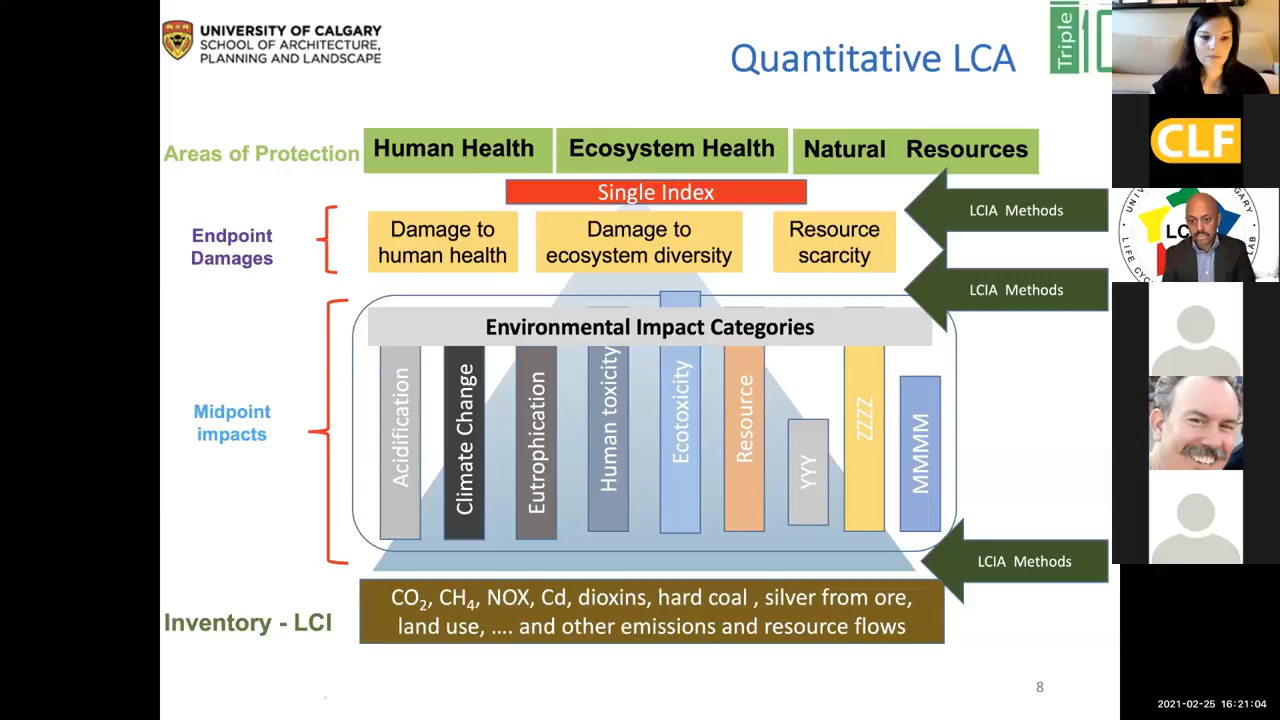 UNIVERSITY OF CALGARY
SCHOOL OF ARCHITECTURE,
PLANNING AND LANDSCAPE
Quantitative LCA
Triple
Areas of Protection
Human Health
Ecosystem Health
Natural Resources
Single Index
LCIA Methods
Endpoint
Damages
Damage to
human health
Damage to
ecosystem diversity
Resource
scarcity
LCIA Methods
Environmental Impact Categories
Midpoint
impacts
Acidification
Climate Change
Eutrophication
Human toxicity
Ecotoxicity
Resource
YYY
ZZZZ
MMMM
LCIA Methods
Inventory - LCI
CO₂, CH₄, NOX, Cd, dioxins, hard coal , silver from ore,
land use, …. and other emissions and resource flows
8
CLF
2021-02-25 16:21:04